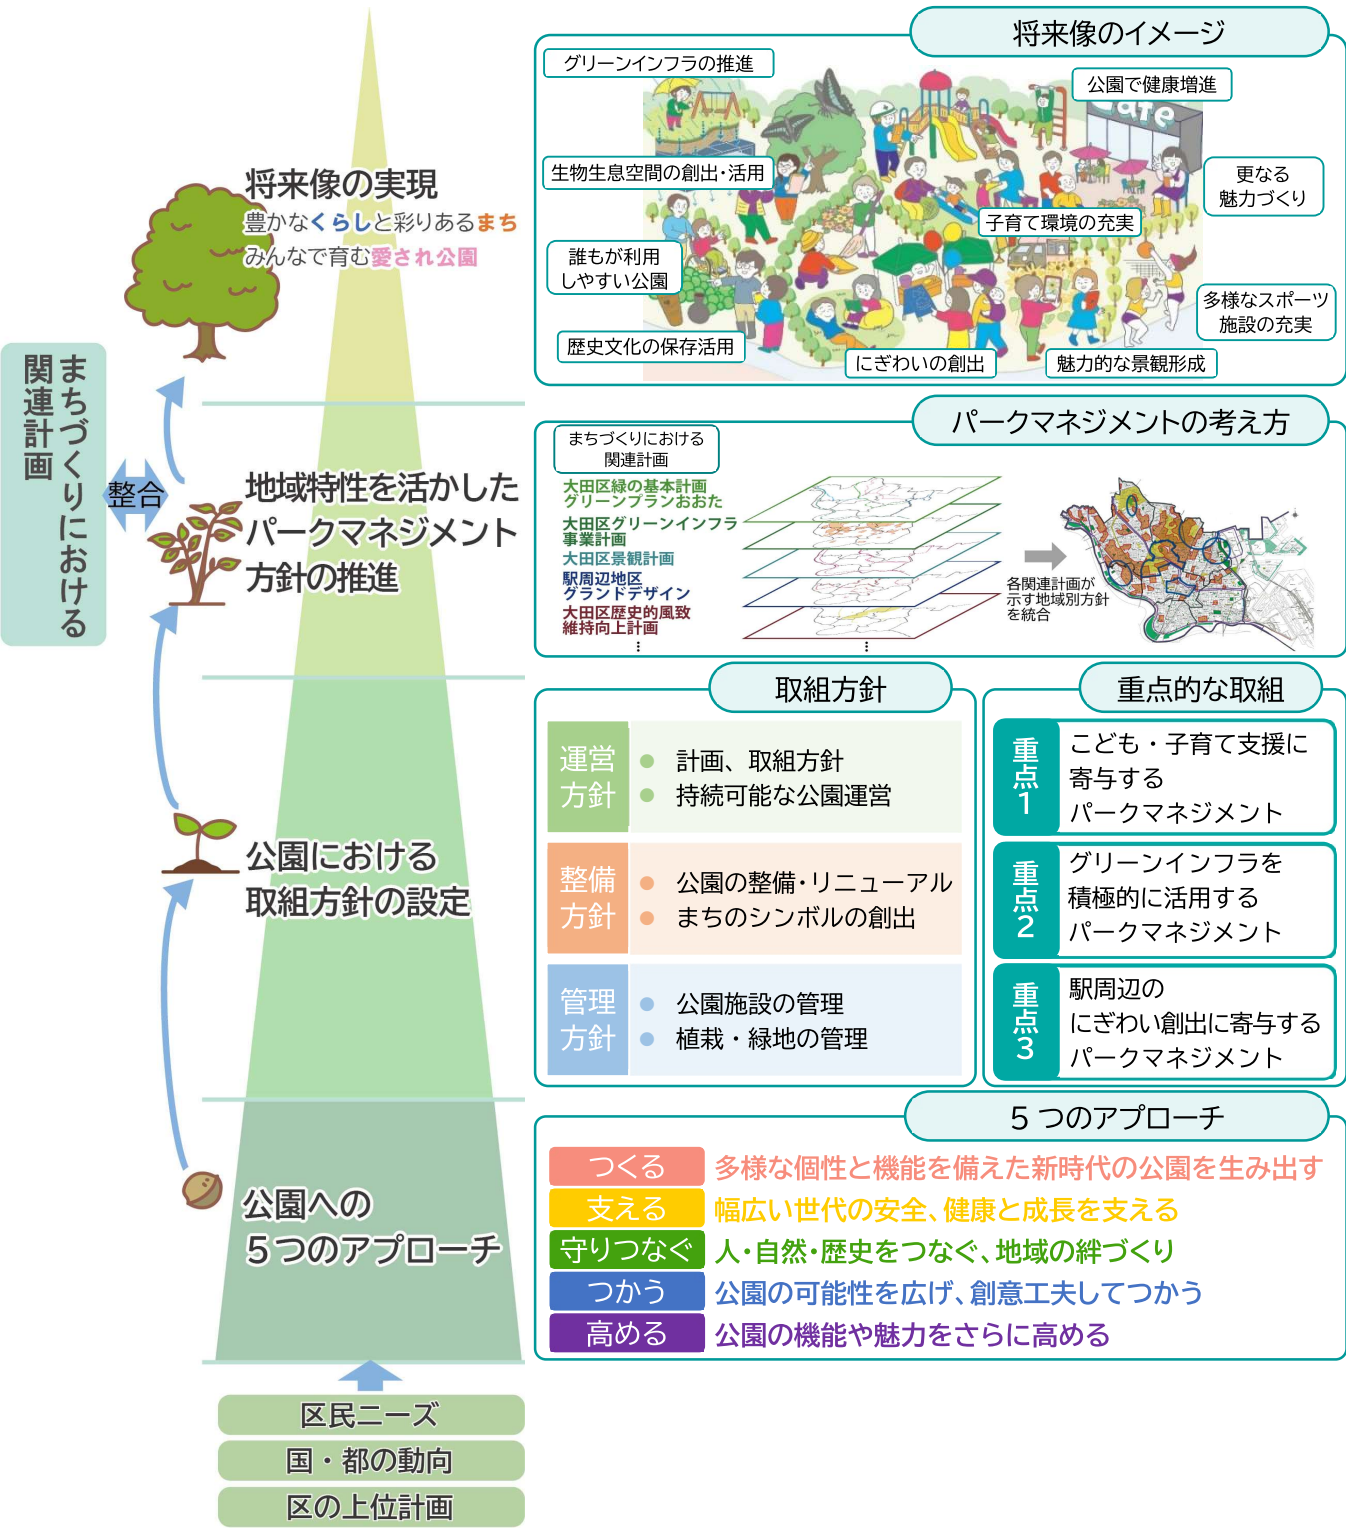 将来像の実現
豊かなくらしと彩りあるまち
みんなで育む愛され公園
まちづくりにおける
関連計画
整合
地域特性を活かした
パークマネジメント
方針の推進
公園における
取組方針の設定
公園への
5つのアプローチ
区民ニーズ
国・都の動向
区の上位計画
将来像のイメージ
グリーンインフラの推進
公園で健康増進
Cafe
生物生息空間の創出・活用
更なる
魅力づくり
子育て環境の充実
誰もが利用
しやすい公園
多様なスポーツ
施設の充実
歴史文化の保存活用
にぎわいの創出
魅力的な景観形成
パークマネジメントの考え方
まちづくりにおける
関連計画
大田区緑の基本計画
グリーンプランおおた
大田区グリーンインフラ
事業計画
大田区景観計画
駅周辺地区
グランドデザイン
大田区歴史的風致
維持向上計画
⋮
⋮
各関連計画が
示す地域別方針
を統合
取組方針
運営
方針
● 計画、取組方針
● 持続可能な公園運営
整備
方針
● 公園の整備・リニューアル
● まちのシンボルの創出
管理
方針
● 公園施設の管理
● 植栽・緑地の管理
重点的な取組
重点1
こども・子育て支援に
寄与する
パークマネジメント
重点2
グリーンインフラを
積極的に活用する
パークマネジメント
重点3
駅周辺の
にぎわい創出に寄与する
パークマネジメント
5つのアプローチ
つくる 多様な個性と機能を備えた新時代の公園を生み出す
支える 幅広い世代の安全、健康と成長を支える
守りつなぐ 人・自然・歴史をつなぐ、地域の絆づくり
つかう 公園の可能性を広げ、創意工夫してつかう
高める 公園の機能や魅力をさらに高める